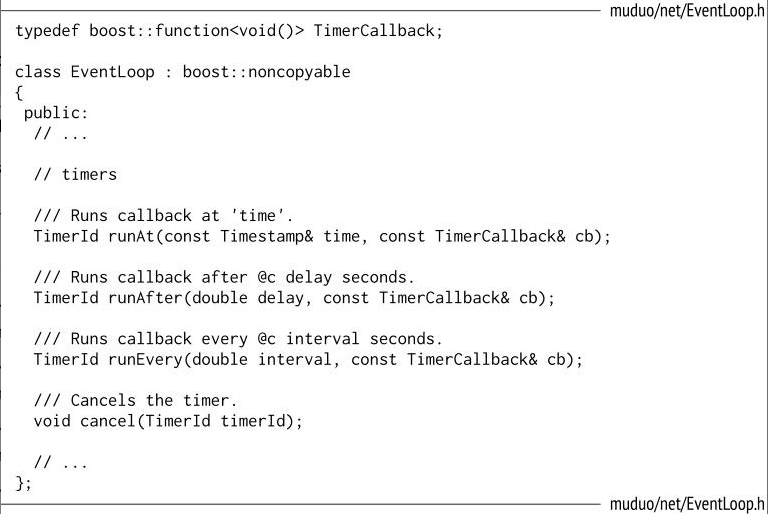 muduo/net/EventLoop.h
typedef boost::function<void()> TimerCallback;
class EventLoop : boost::noncopyable
{
public:
// ...
// timers
/// Runs callback at 'time'.
TimerId runAt(const Timestamp& time, const TimerCallback& cb);
/// Runs callback after @c delay seconds.
TimerId runAfter(double delay, const TimerCallback& cb);
/// Runs callback every @c interval seconds.
TimerId runEvery(double interval, const TimerCallback& cb);
/// Cancels the timer.
void cancel(TimerId timerId);
// ...
};
muduo/net/EventLoop.h